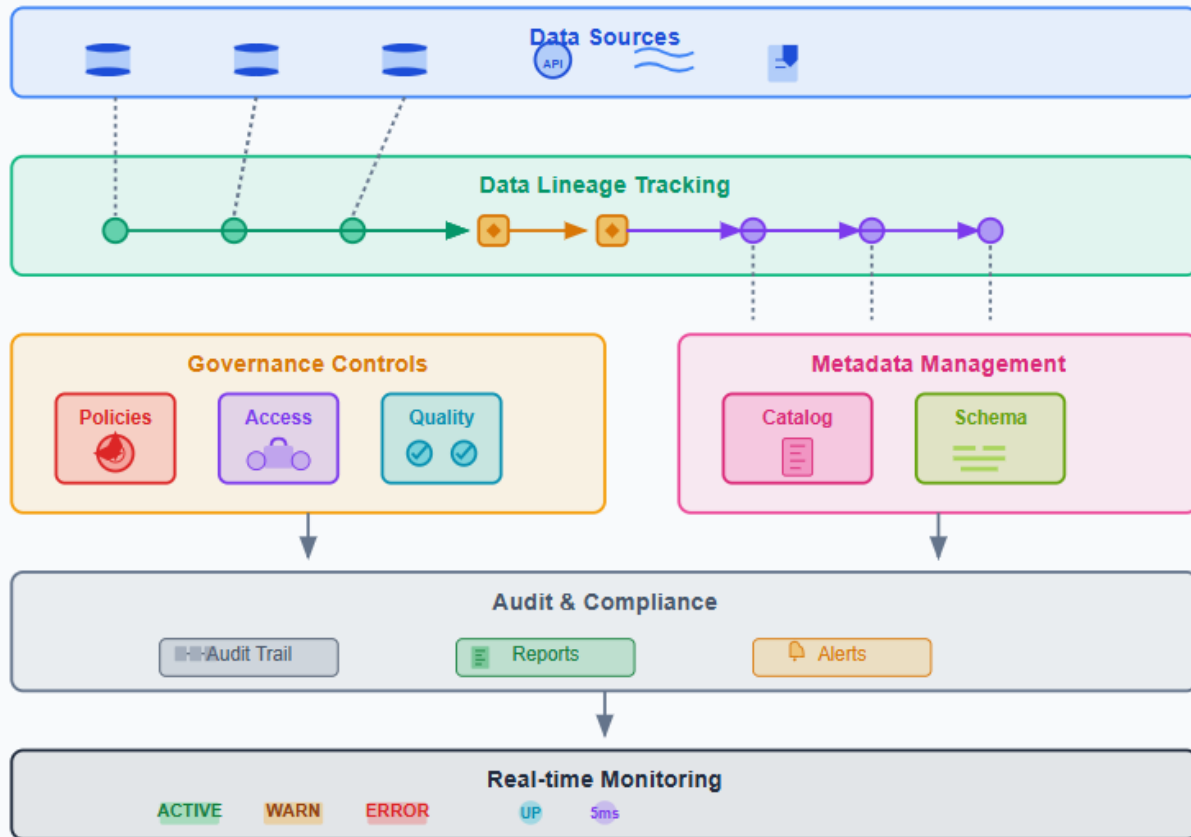 Data Sources
API
Data Lineage Tracking
Governance Controls
Metadata Management
Policies
Access
Quality
Catalog
Schema
Audit & Compliance
Audit Trail
Reports
Alerts
Real-time Monitoring
ACTIVE
WARN
ERROR
UP
5ms